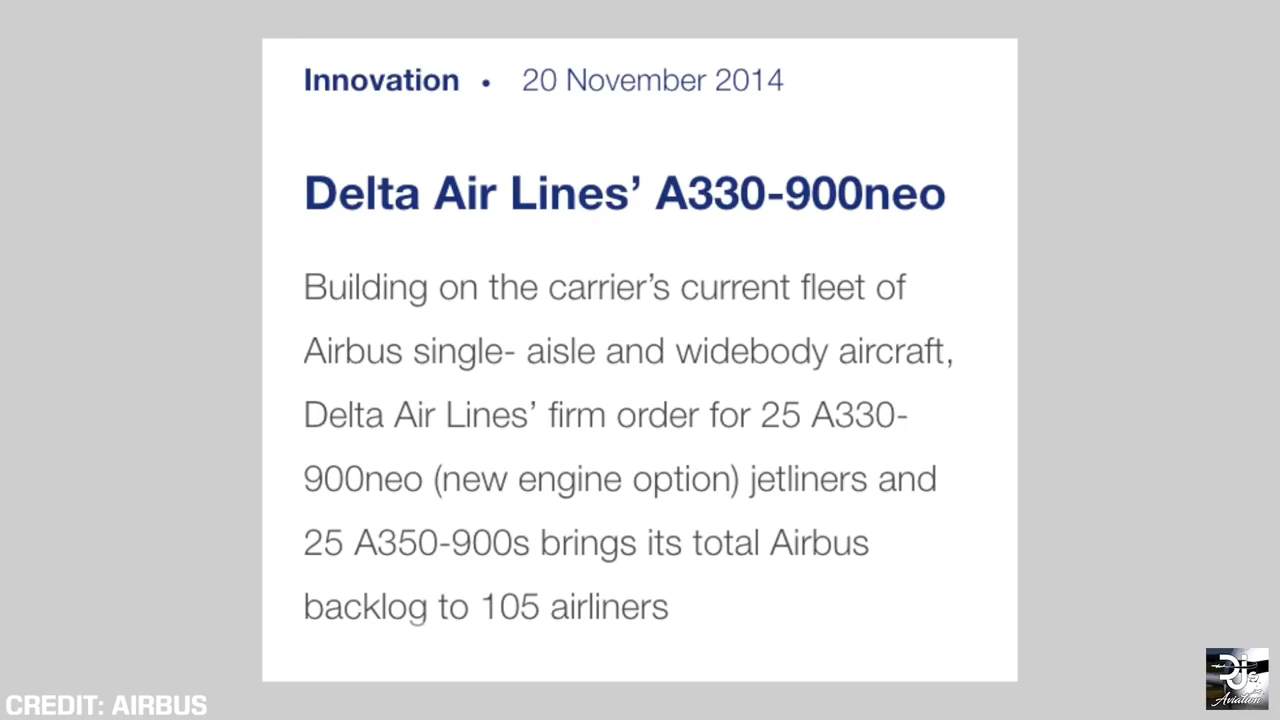 Innovation • 20 November 2014
Delta Air Lines’ A330-900neo
Building on the carrier’s current fleet of
Airbus single- aisle and widebody aircraft,
Delta Air Lines’ firm order for 25 A330-
900neo (new engine option) jetliners and
25 A350-900s brings its total Airbus
backlog to 105 airliners
CREDIT: AIRBUS
DJ's
Aviation